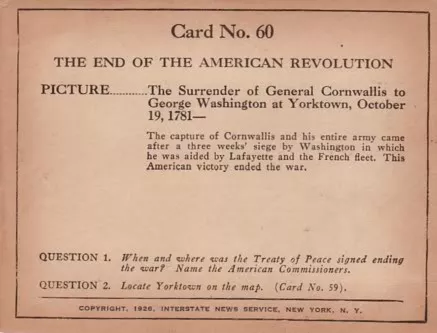 Card No. 60
THE END OF THE AMERICAN REVOLUTION
PICTURE............The Surrender of General Cornwallis to
George Washington at Yorktown, October
19, 1781—
The capture of Cornwallis and his entire army came
after a three weeks' siege by Washington in which
he was aided by Lafayette and the French fleet. This
American victory ended the war.
QUESTION 1. When and where was the Treaty of Peace signed ending
the war? Name the American Commissioners.
QUESTION 2. Locate Yorktown on the map. (Card No. 59).
COPYRIGHT, 1926, INTERSTATE NEWS SERVICE, NEW YORK, N. Y.